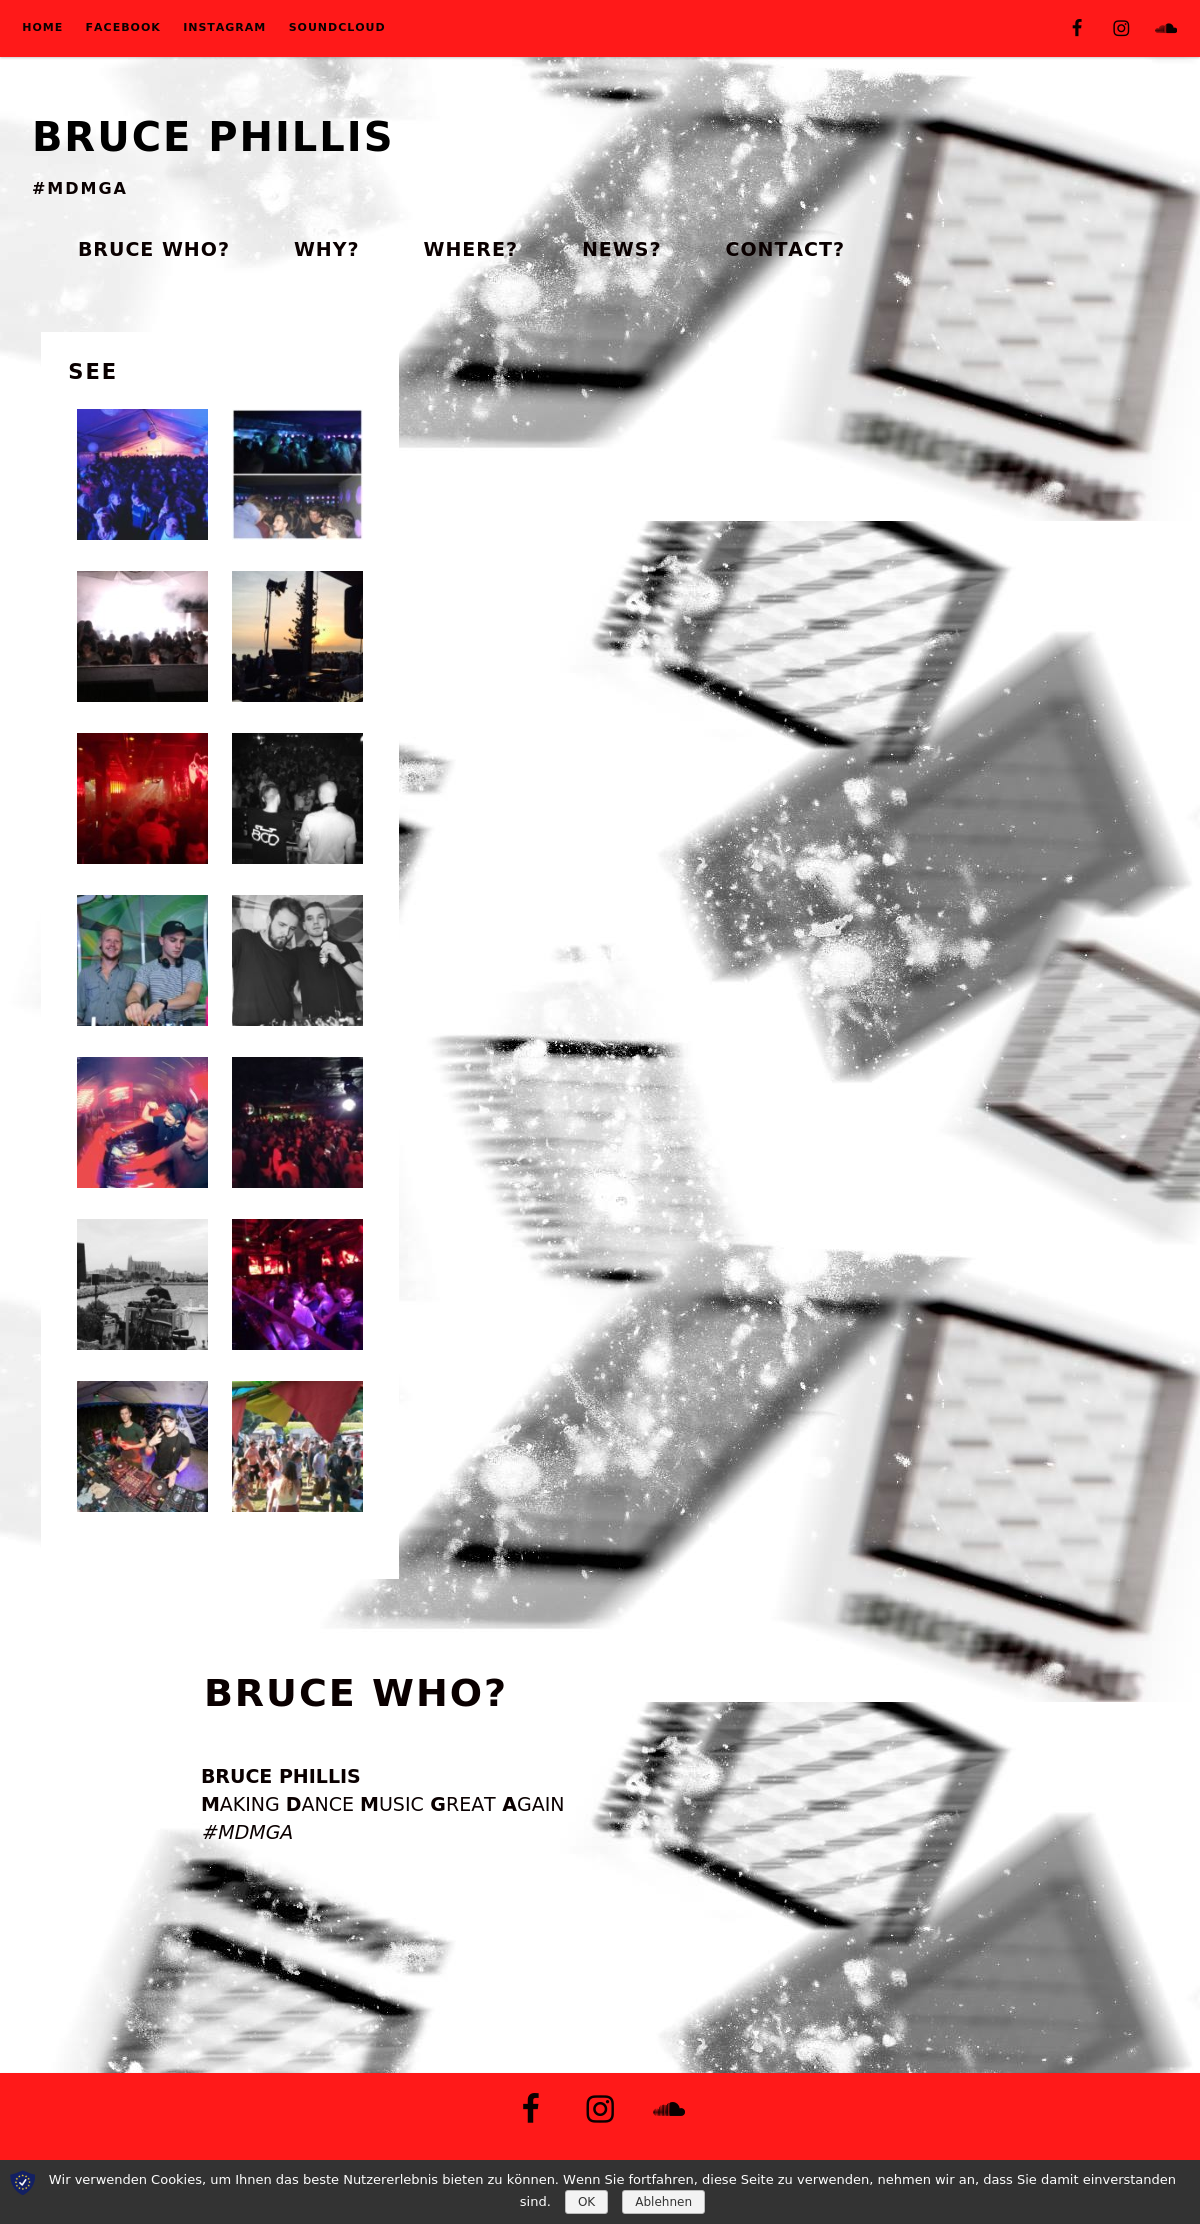 HOME FACEBOOK INSTAGRAM SOUNDCLOUD
BRUCE PHILLIS
#MDMGA
BRUCE WHO? WHY? WHERE? NEWS? CONTACT?
SEE
BRUCE WHO?
BRUCE PHILLIS
MAKING DANCE MUSIC GREAT AGAIN
#MDMGA
Wir verwenden Cookies, um Ihnen das beste Nutzererlebnis bieten zu können. Wenn Sie fortfahren, diese Seite zu verwenden, nehmen wir an, dass Sie damit einverstanden
sind. OK Ablehnen